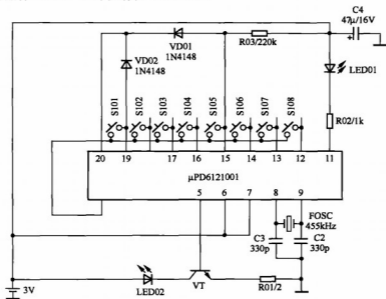 C4
47μ/16V
VD01
1N4148
R03/220k
VD02
1N4148
LED01
S101
S102
S103
S104
S105
S106
S107
S108
R02/1k
20 19 17 16 15 14 13 12 11
μPD6121001
5 6 7 8 9
FOSC
455kHz
C3
330p
C2
330p
3V
LED02
VT
R01/2